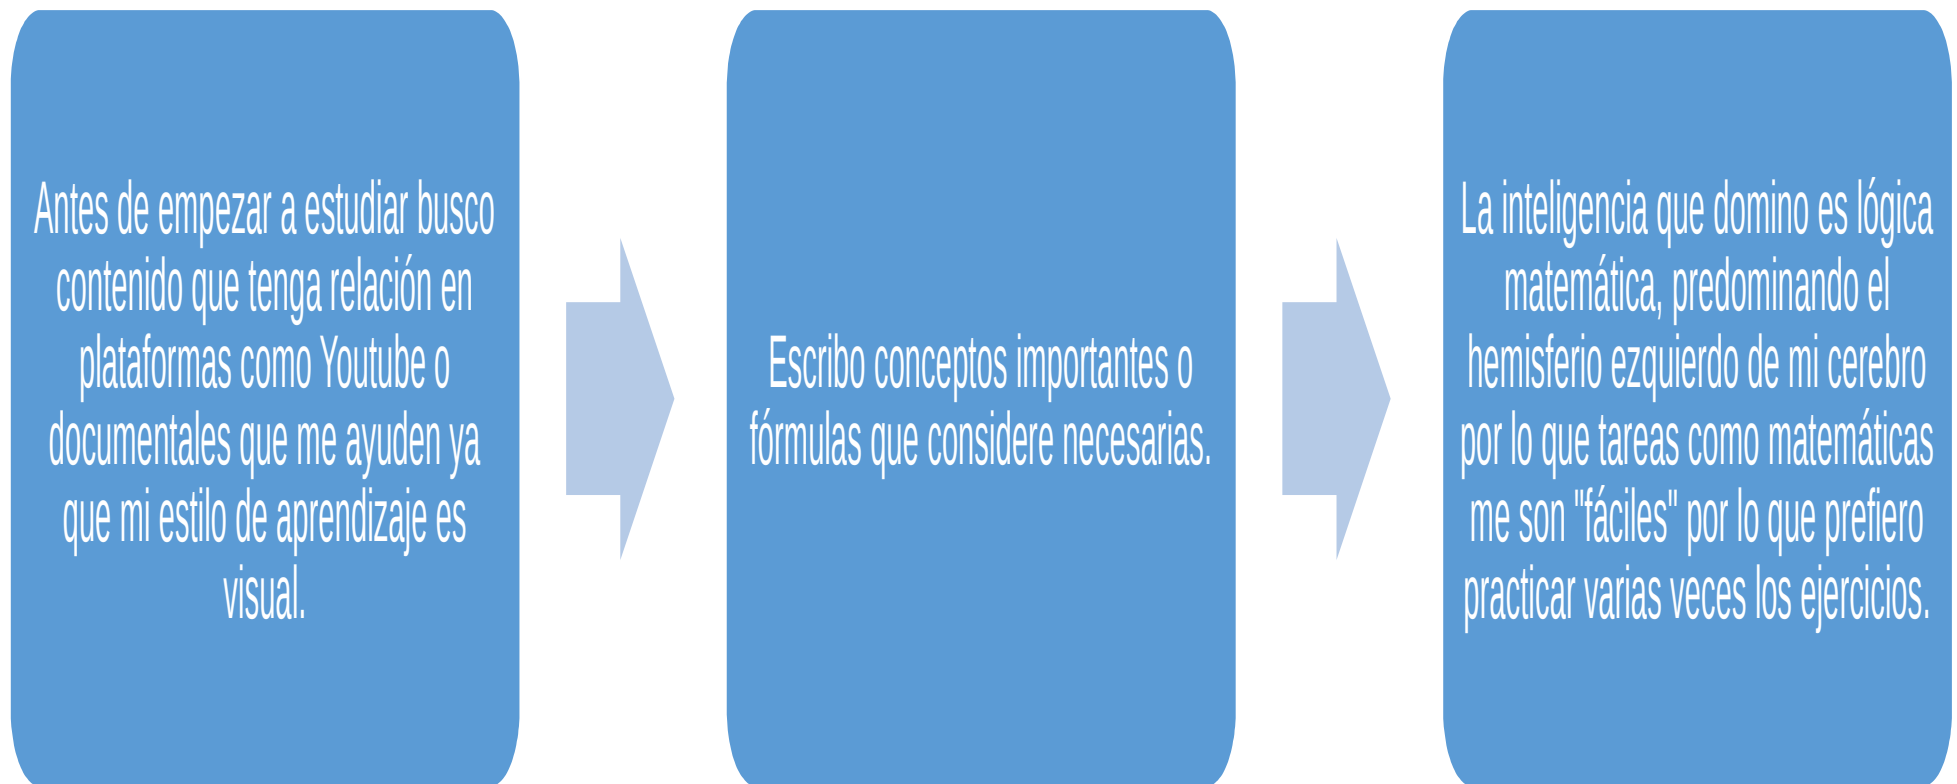 Antes de empezar a estudiar busco
contenido que tenga relación en
plataformas como Youtube o
documentales que me ayuden ya
que mi estilo de aprendizaje es
visual.
Escribo conceptos importantes o
fórmulas que considere necesarias.
La inteligencia que domino es lógica
matemática, predominando el
hemisferio ezquierdo de mi cerebro
por lo que tareas como matemáticas
me son "fáciles" por lo que prefiero
practicar varias veces los ejercicios.